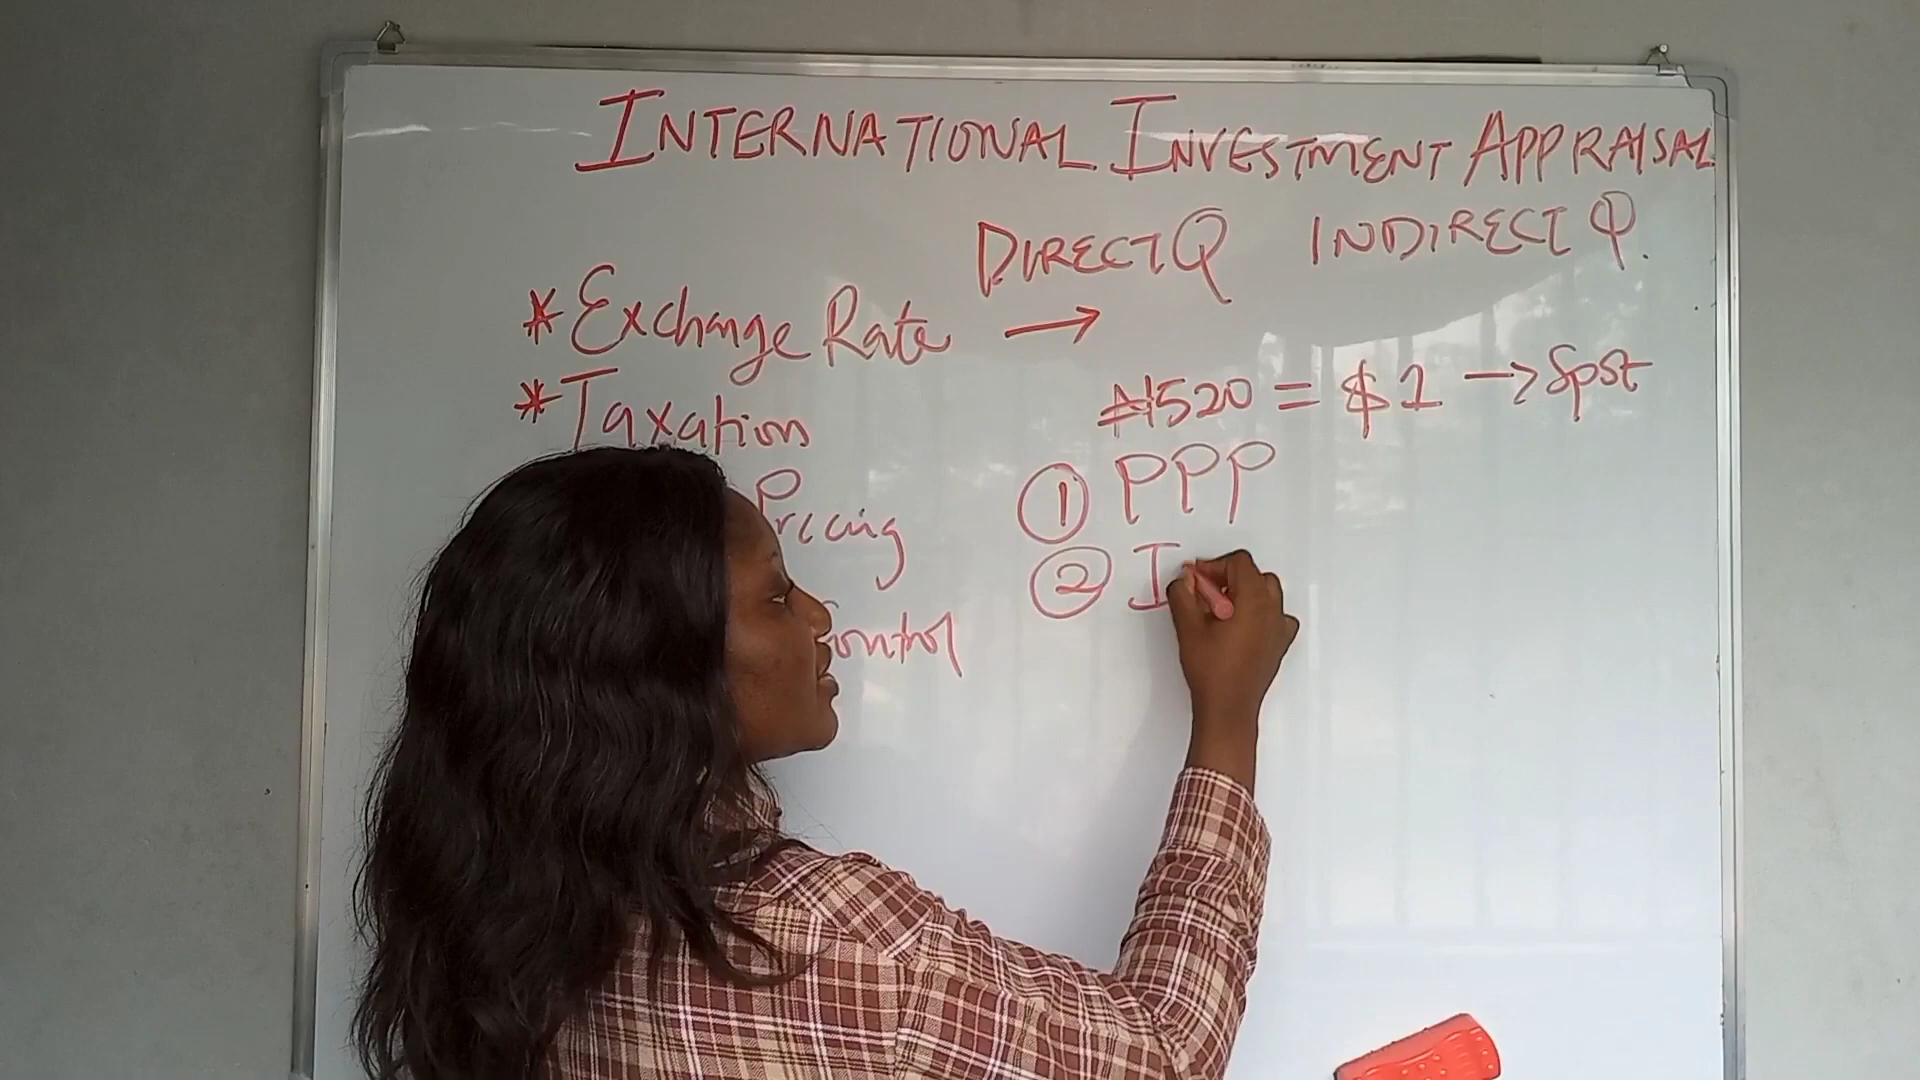 INTERNATIONAL INVESTMENT APPRAISAL
DIRECT Q INDIRECT Q.
* Exchange Rate →
* Taxation
₦520 = $1 → Spot
Pricing
① PPP
② I
Control